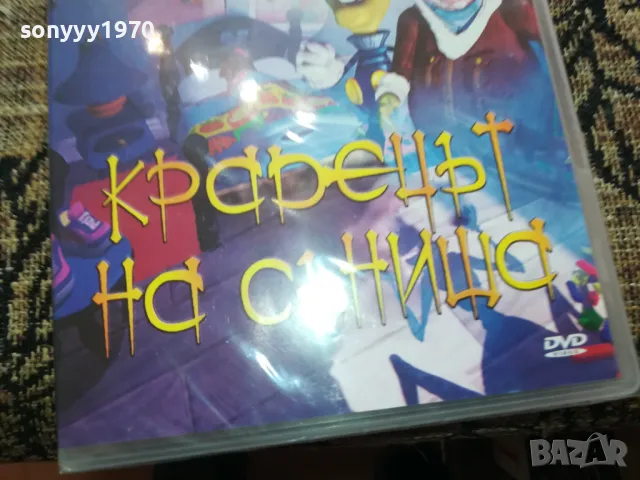 sonyyy1970
крадецът
на сънища
DVD
VIDEO
BAZAR